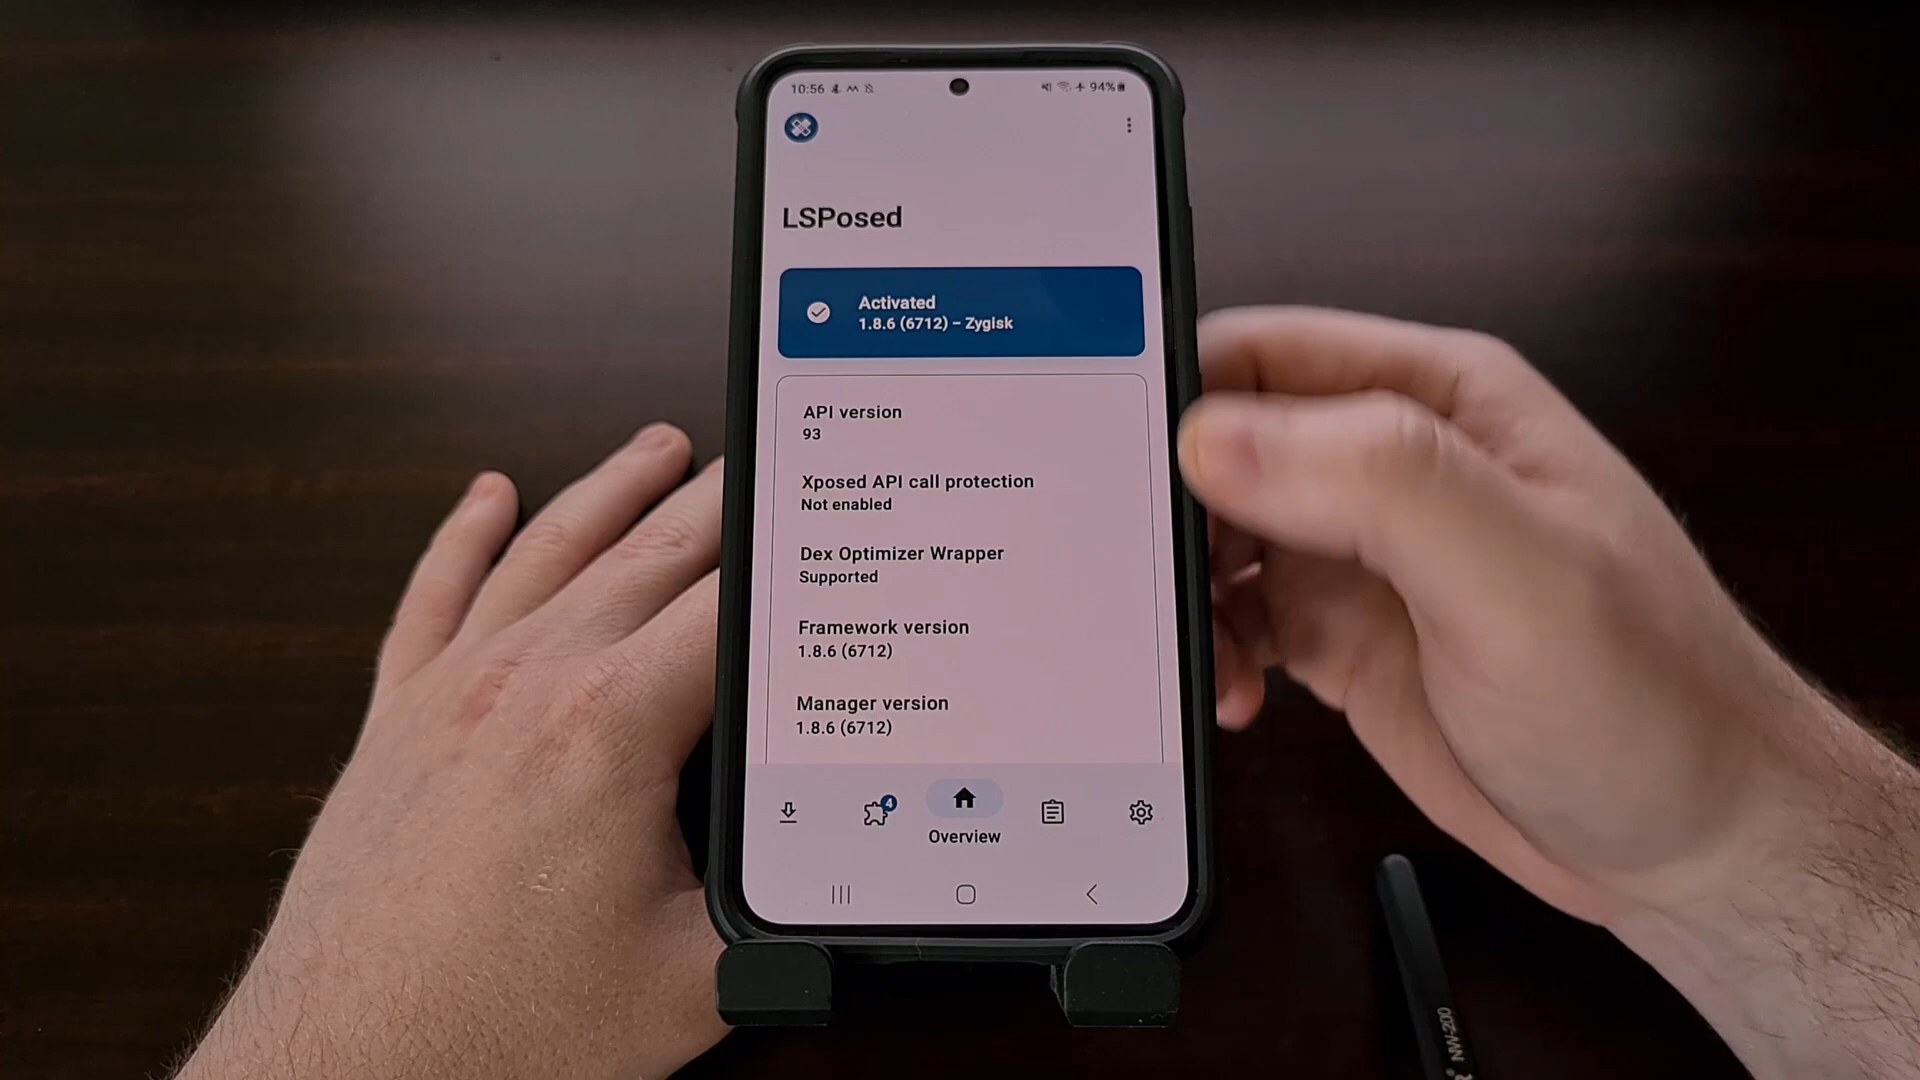 10:56
94%
LSPosed
Activated
1.8.6 (6712) – Zygisk
API version
93
Xposed API call protection
Not enabled
Dex Optimizer Wrapper
Supported
Framework version
1.8.6 (6712)
Manager version
1.8.6 (6712)
4
Overview
NW-200